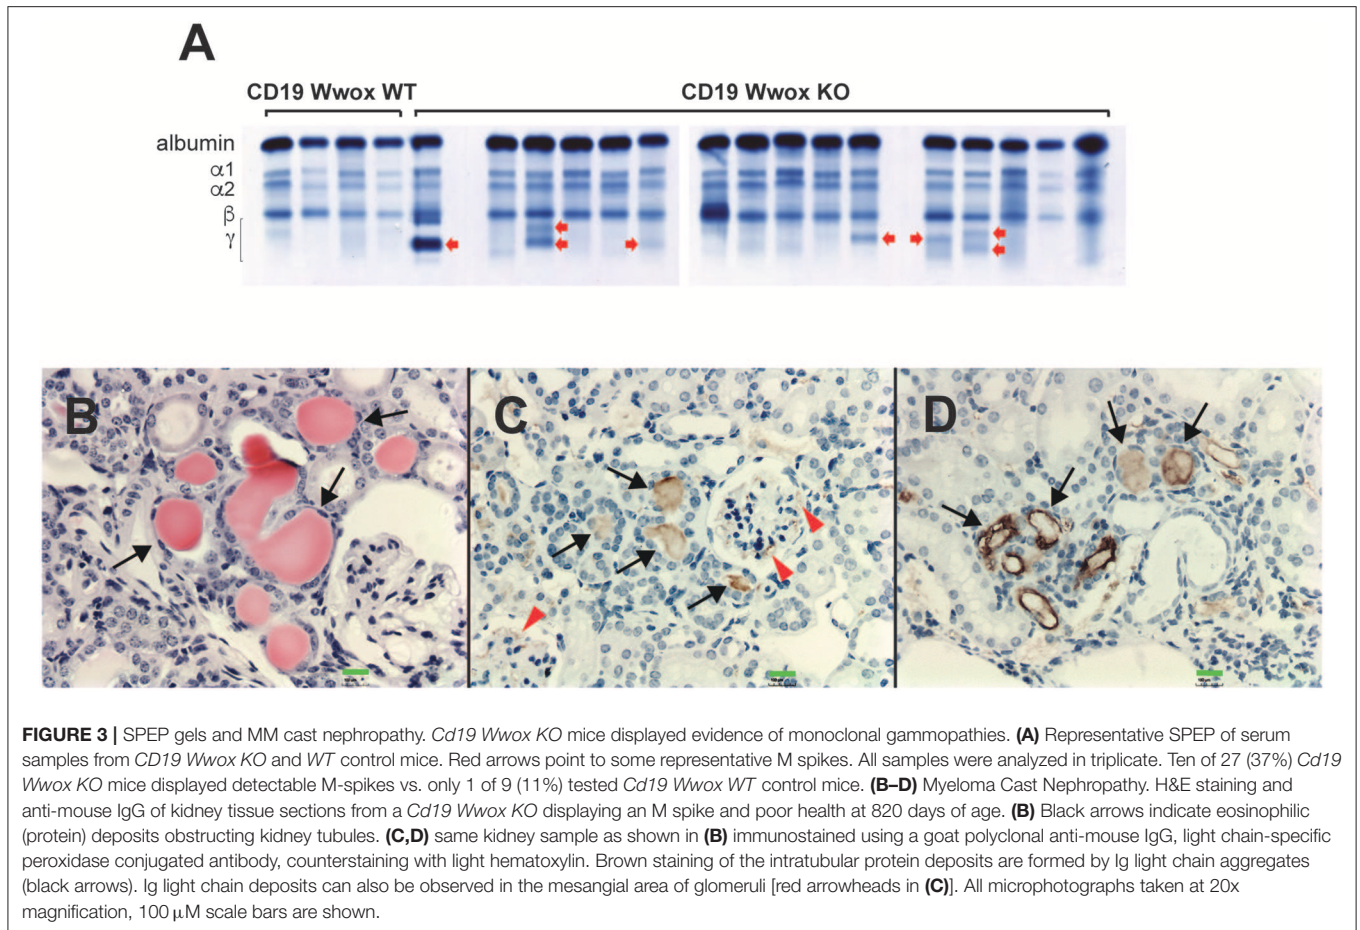 A
CD19 Wwox WT
CD19 Wwox KO
albumin
α1
α2
β
γ
B
C
D
FIGURE 3 | SPEP gels and MM cast nephropathy. Cd19 Wwox KO mice displayed evidence of monoclonal gammopathies. (A) Representative SPEP of serum
samples from CD19 Wwox KO and WT control mice. Red arrows point to some representative M spikes. All samples were analyzed in triplicate. Ten of 27 (37%) Cd19
Wwox KO mice displayed detectable M-spikes vs. only 1 of 9 (11%) tested Cd19 Wwox WT control mice. (B–D) Myeloma Cast Nephropathy. H&E staining and
anti-mouse IgG of kidney tissue sections from a Cd19 Wwox KO displaying an M spike and poor health at 820 days of age. (B) Black arrows indicate eosinophilic
(protein) deposits obstructing kidney tubules. (C,D) same kidney sample as shown in (B) immunostained using a goat polyclonal anti-mouse IgG, light chain-specific
peroxidase conjugated antibody, counterstaining with light hematoxylin. Brown staining of the intratubular protein deposits are formed by Ig light chain aggregates
(black arrows). Ig light chain deposits can also be observed in the mesangial area of glomeruli [red arrowheads in (C)]. All microphotographs taken at 20x
magnification, 100 μM scale bars are shown.